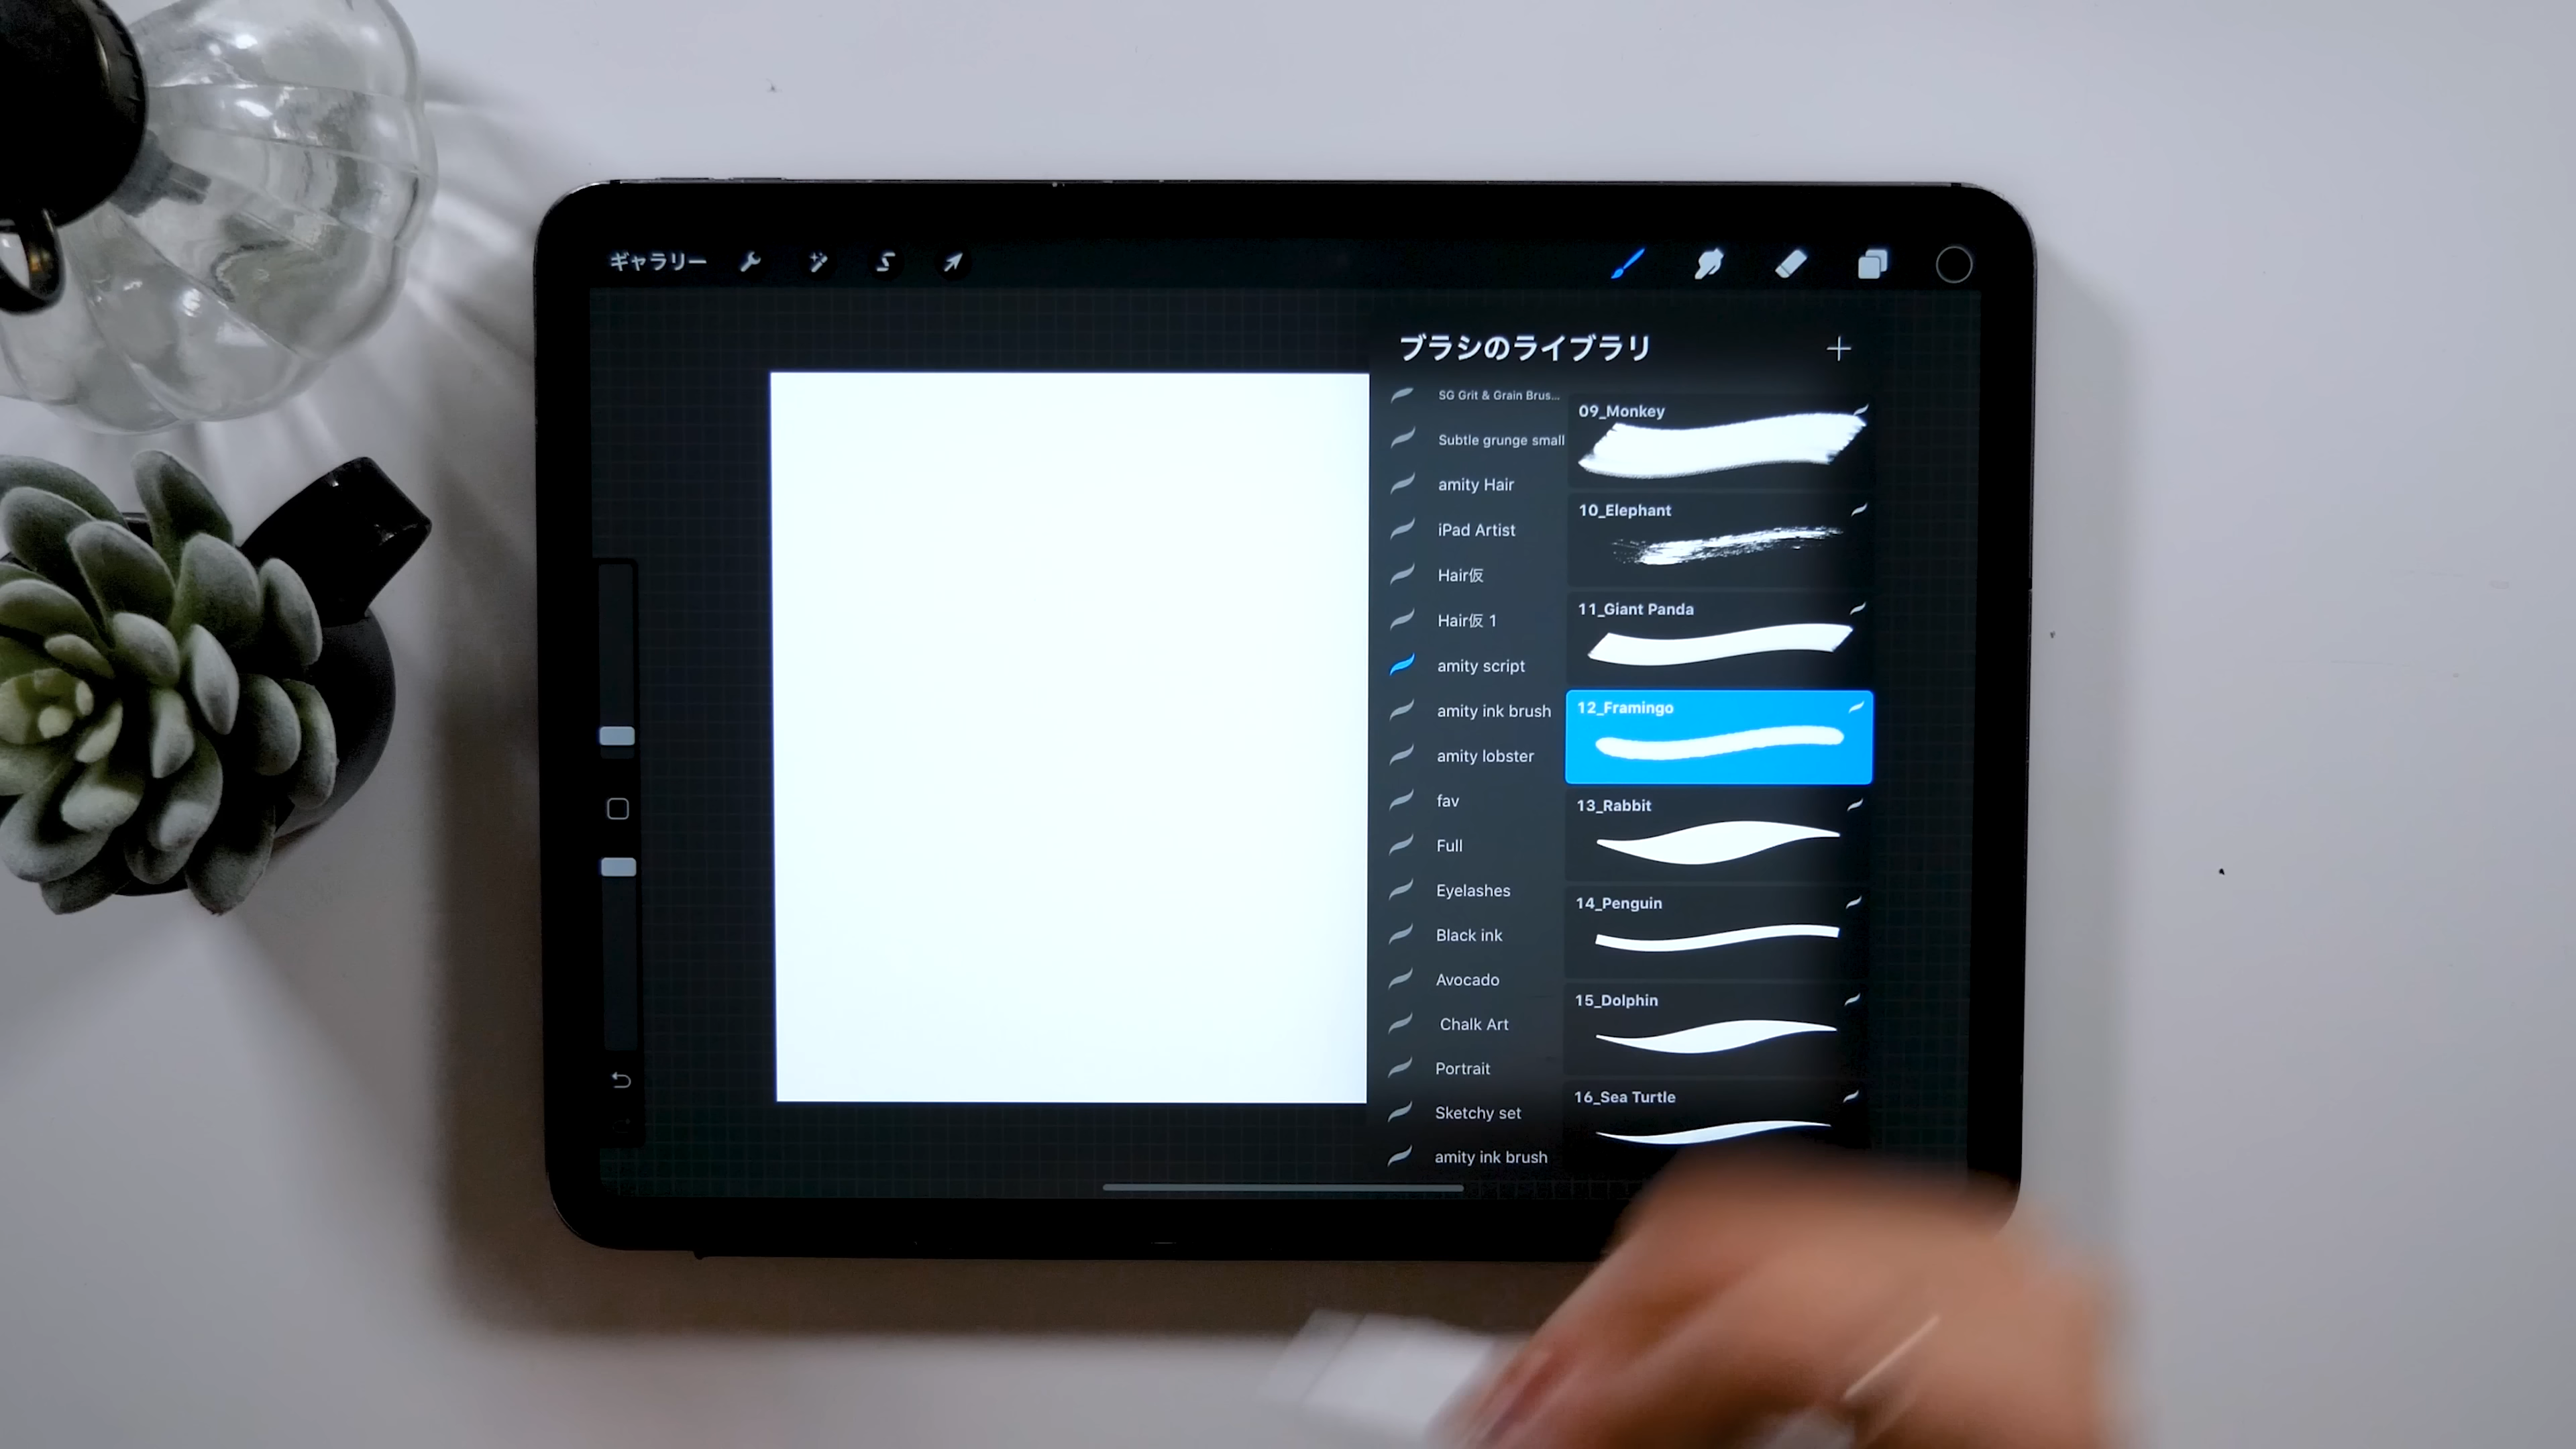 ギャラリー
ブラシのライブラリ
SG Grit & Grain Brus...
Subtle grunge small
amity Hair
iPad Artist
Hair仮
Hair仮 1
amity script
amity ink brush
amity lobster
fav
Full
Eyelashes
Black ink
Avocado
Chalk Art
Portrait
Sketchy set
amity ink brush
09_Monkey
10_Elephant
11_Giant Panda
12_Framingo
13_Rabbit
14_Penguin
15_Dolphin
16_Sea Turtle